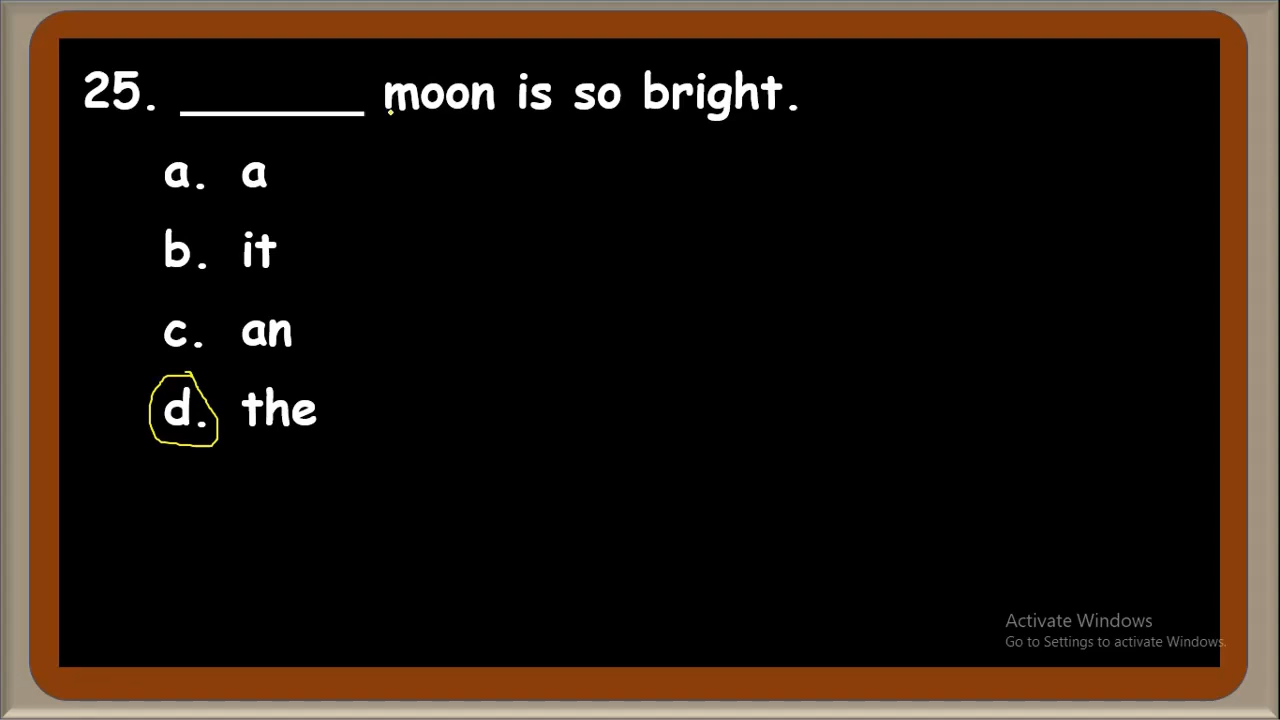 25. _______ moon is so bright.
a. a
b. it
c. an
d. the
Activate Windows
Go to Settings to activate Windows.